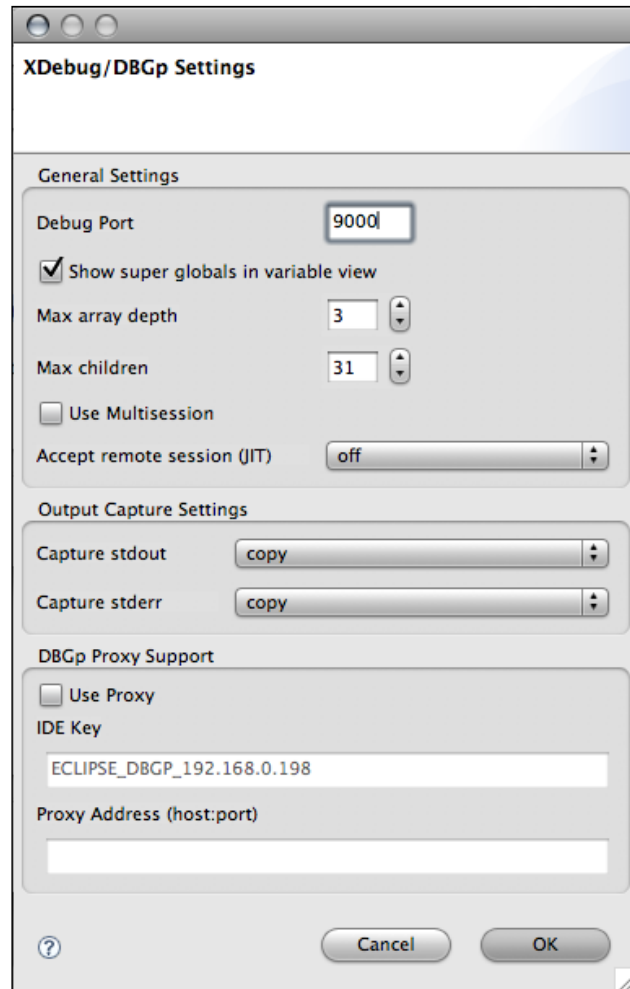 XDebug/DBGp Settings
General Settings
Debug Port 9000
Show super globals in variable view
Max array depth 3
Max children 31
Use Multisession
Accept remote session (JIT) off
Output Capture Settings
Capture stdout copy
Capture stderr copy
DBGp Proxy Support
Use Proxy
IDE Key
ECLIPSE_DBGP_192.168.0.198
Proxy Address (host:port)
? Cancel OK